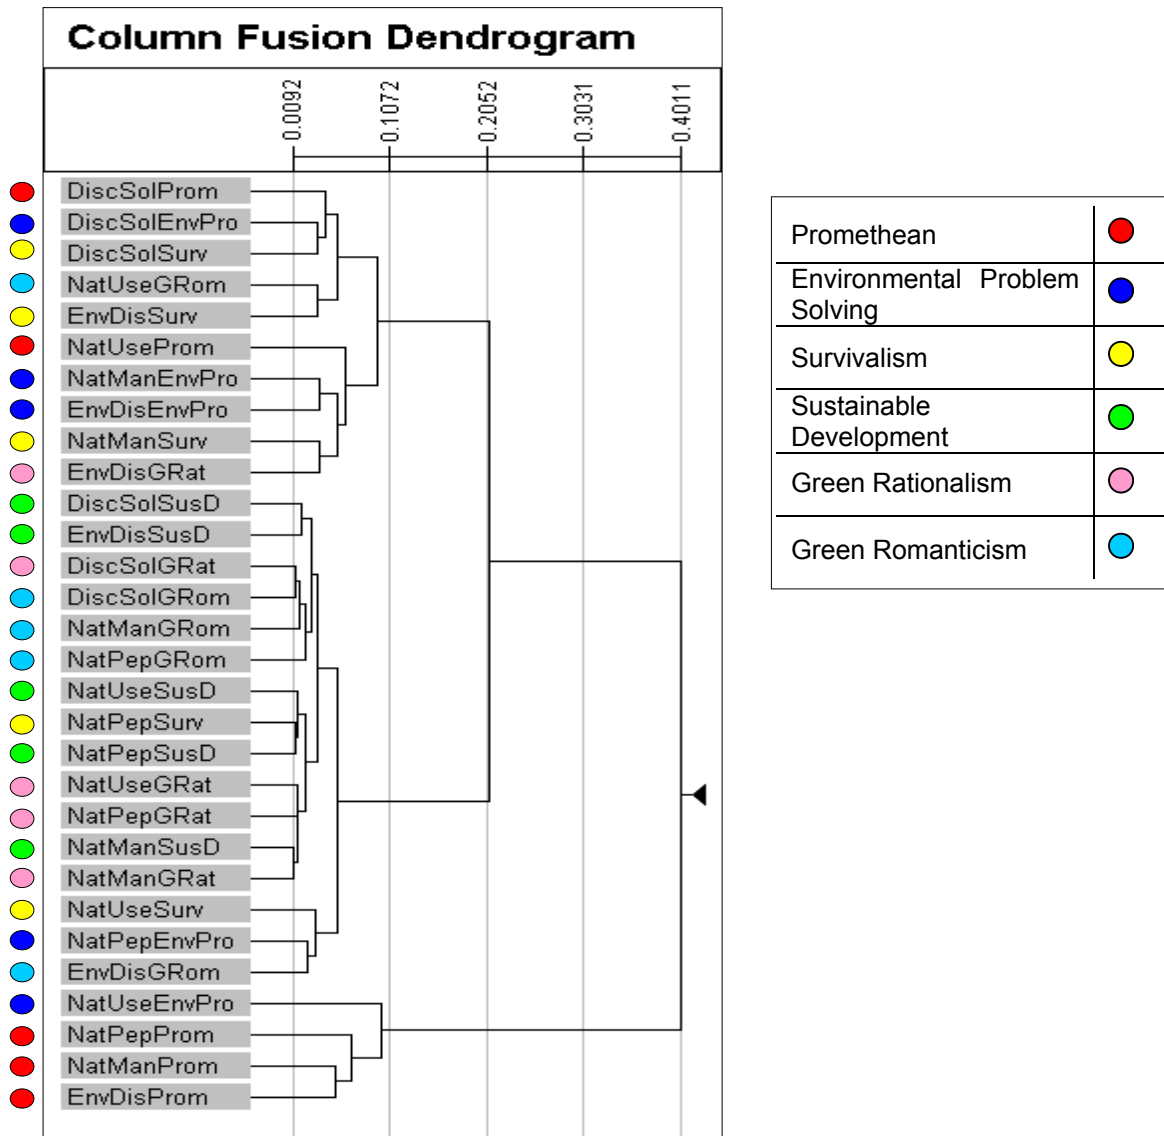 Column Fusion Dendrogram
0.0092
0.1072
0.2052
0.3031
0.4011
DiscSolProm
DiscSolEnvPro
DiscSolSurv
NatUseGRom
EnvDisSurv
NatUseProm
NatManEnvPro
EnvDisEnvPro
NatManSurv
EnvDisGRat
DiscSolSusD
EnvDisSusD
DiscSolGRat
DiscSolGRom
NatManGRom
NatPepGRom
NatUseSusD
NatPepSurv
NatPepSusD
NatUseGRat
NatPepGRat
NatManSusD
NatManGRat
NatUseSurv
NatPepEnvPro
EnvDisGRom
NatUseEnvPro
NatPepProm
NatManProm
EnvDisProm
Promethean
Environmental Problem
Solving
Survivalism
Sustainable
Development
Green Rationalism
Green Romanticism